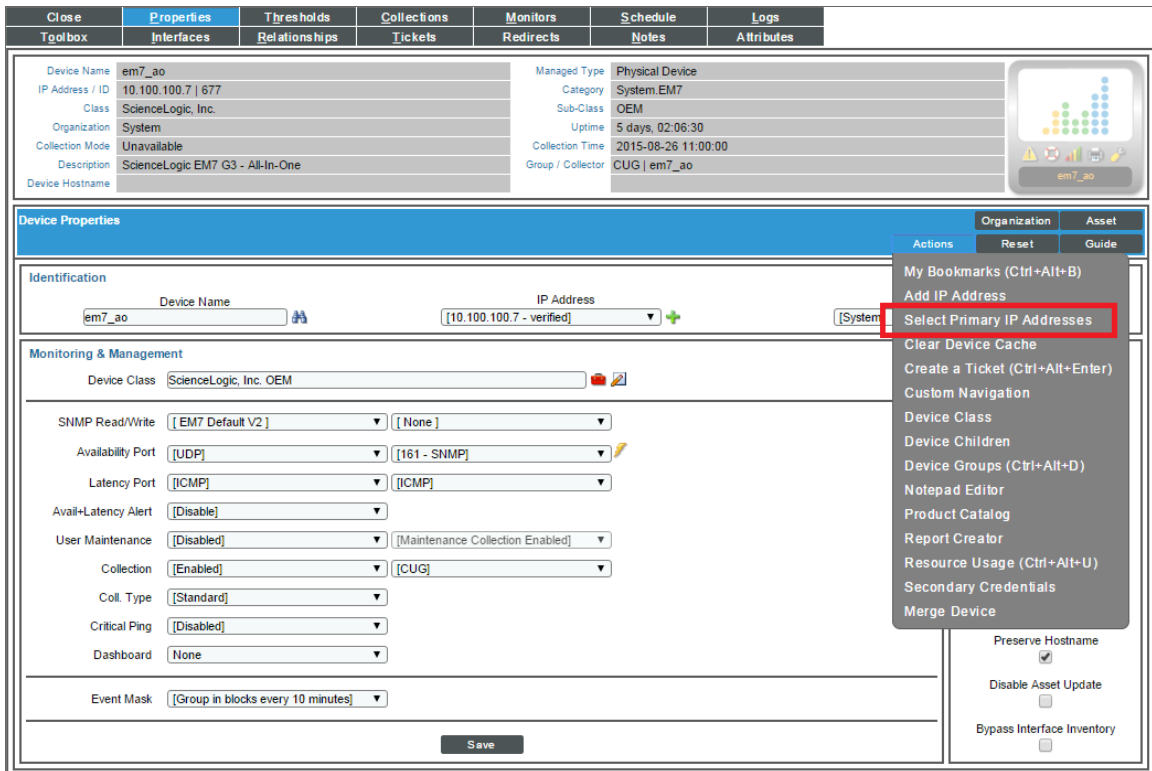 Close Properties Thresholds Collections Monitors Schedule Logs
Toolbox Interfaces Relationships Tickets Redirects Notes Attributes
Device Name em7_ao Managed Type Physical Device
IP Address / ID 10.100.100.7 | 677 Category System.EM7
Class ScienceLogic, Inc. Sub-Class OEM
Organization System Uptime 5 days, 02:06:30
Collection Mode Unavailable Collection Time 2015-08-26 11:00:00
Description ScienceLogic EM7 G3 - All-In-One Group / Collector CUG | em7_ao
Device Hostname
em7_ao
Device Properties Organization Asset
Actions Reset Guide
My Bookmarks (Ctrl+Alt+B)
Add IP Address
Select Primary IP Addresses
Clear Device Cache
Create a Ticket (Ctrl+Alt+Enter)
Custom Navigation
Device Class
Device Children
Device Groups (Ctrl+Alt+D)
Notepad Editor
Product Catalog
Report Creator
Resource Usage (Ctrl+Alt+U)
Secondary Credentials
Merge Device
Identification
Device Name IP Address
em7_ao [10.100.100.7 - verified] [System
Monitoring & Management
Device Class ScienceLogic, Inc. OEM
SNMP Read/Write [ EM7 Default V2 ] [ None ]
Availability Port [UDP] [161 - SNMP]
Latency Port [ICMP] [ICMP]
Avail+Latency Alert [Disable]
User Maintenance [Disabled] [Maintenance Collection Enabled]
Collection [Enabled] [CUG]
Coll. Type [Standard]
Critical Ping [Disabled]
Dashboard None
Event Mask [Group in blocks every 10 minutes]
Save
Preserve Hostname
Disable Asset Update
Bypass Interface Inventory